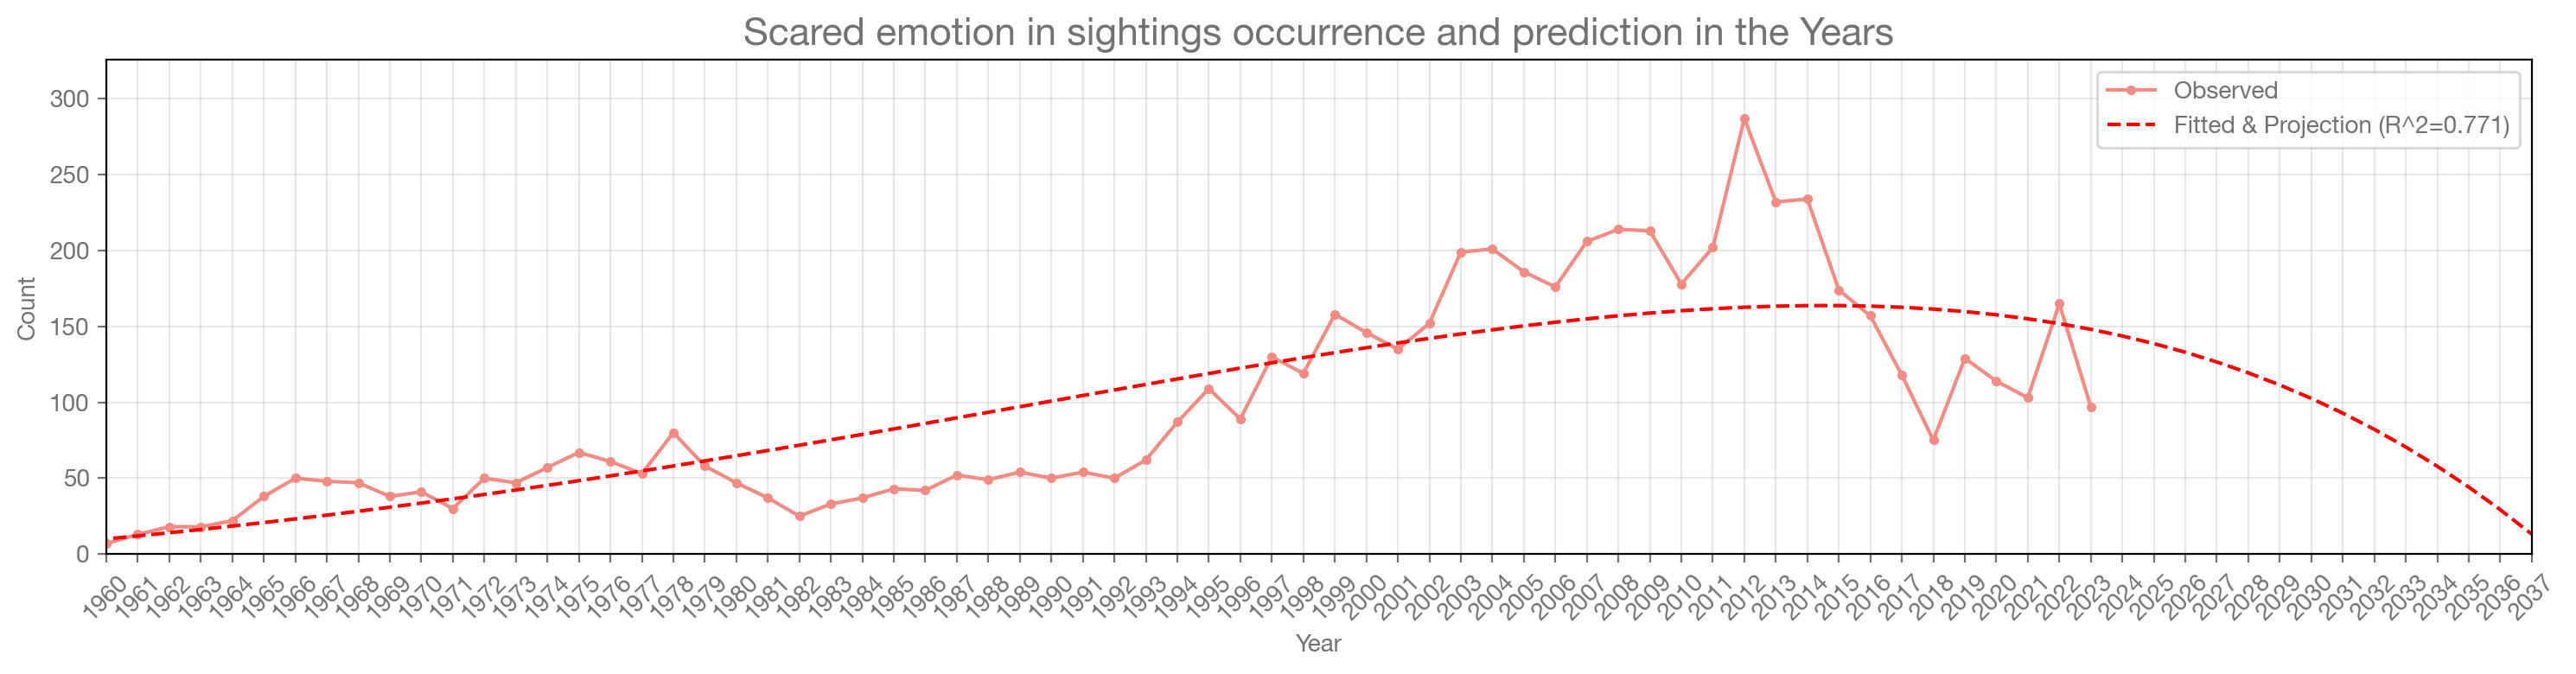 Scared emotion in sightings occurrence and prediction in the Years
Observed
Fitted & Projection (R^2=0.771)
Count
300
250
200
150
100
50
0
1960 1961 1962 1963 1964 1965 1966 1967 1968 1969 1970 1971 1972 1973 1974 1975 1976 1977 1978 1979 1980 1981 1982 1983 1984 1985 1986 1987 1988 1989 1990 1991 1992 1993 1994 1995 1996 1997 1998 1999 2000 2001 2002 2003 2004 2005 2006 2007 2008 2009 2010 2011 2012 2013 2014 2015 2016 2017 2018 2019 2020 2021 2022 2023 2024 2025 2026 2027 2028 2029 2030 2031 2032 2033 2034 2035 2036 2037
Year